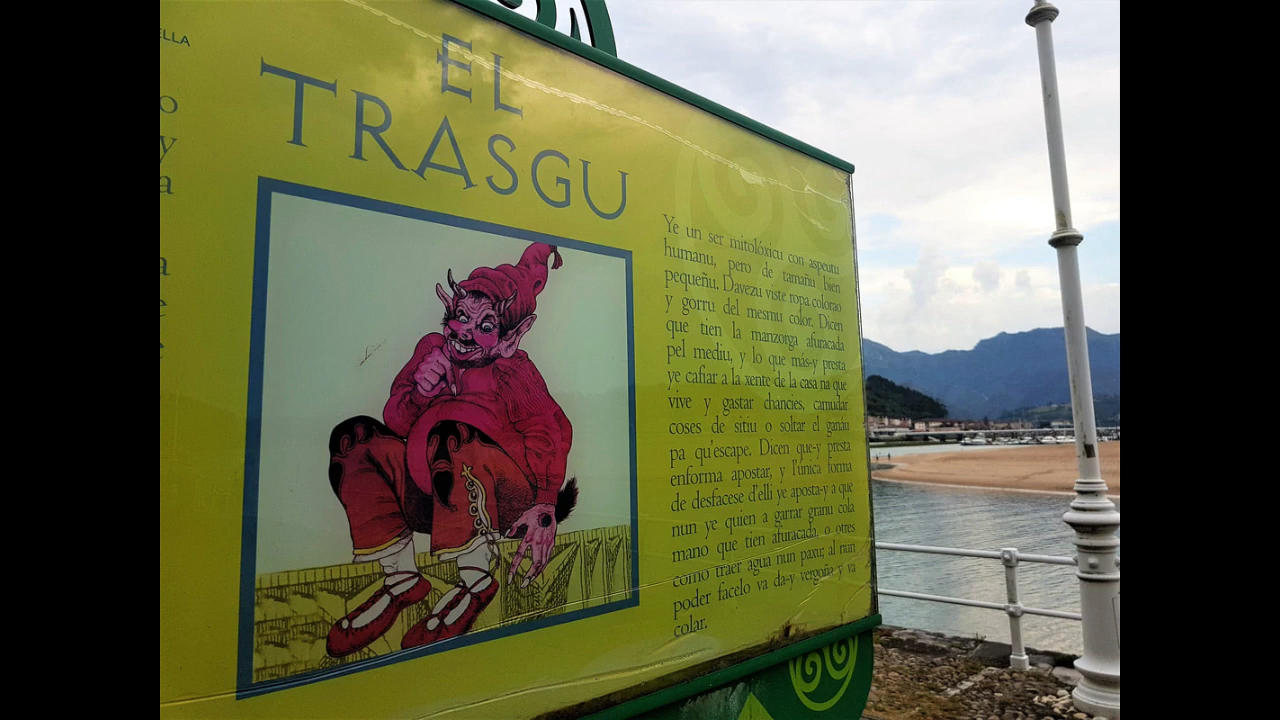 ELLA
o
y
a
a
e
e
EL
TRASGU
Ye un ser mitolóxicu con aspeutu
humanu, pero de tamañu bien
pequeñu. Davezu viste ropa colorao
y gorru del mesmu color. Dicen
que tien la manzorga afuracada
pel mediu, y lo que más-y presta
ye cafiar a la xente de la casa na que
vive y gastar chancies, camudar
coses de sitiu o soltar el ganáu
pa qu'escape. Dicen que-y presta
enforma apostar, y l'única forma
de desfacese d'elli ye aposta-y a que
nun ye quien a garrar granu cola
mano que tien afuracada, o otres
como traer agua nun paxu; al nun
poder facelo va da-y vergoña y va
colar.